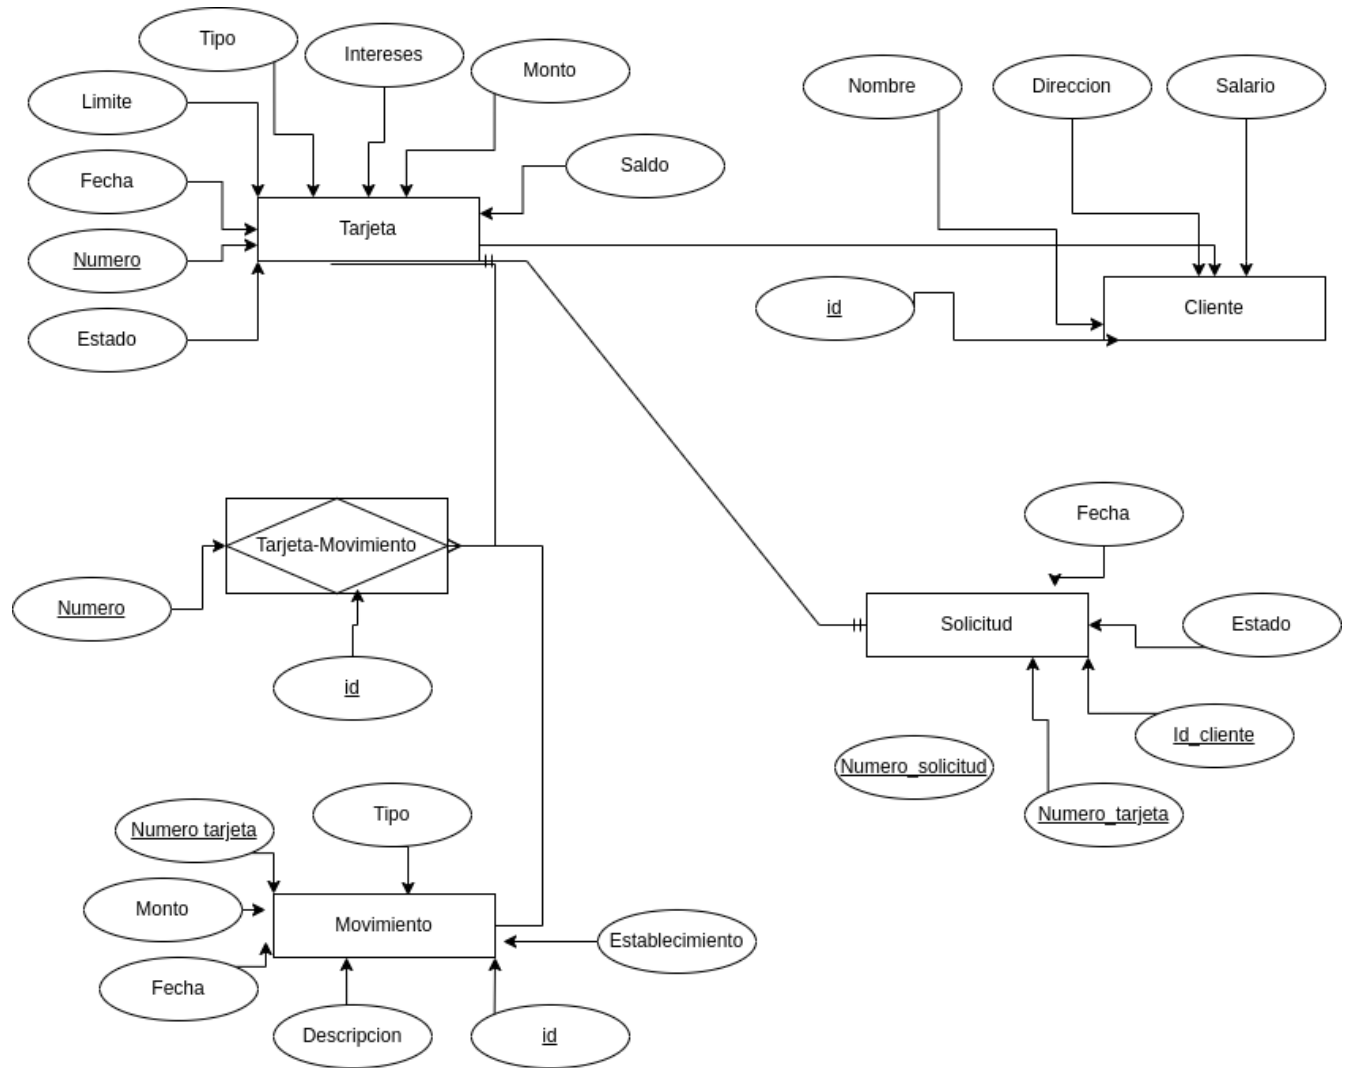 Tipo
Intereses
Monto
Limite
Nombre
Direccion
Salario
Saldo
Fecha
Tarjeta
Numero
id
Cliente
Estado
Fecha
Tarjeta-Movimiento
Numero
Solicitud
Estado
id
Id_cliente
Numero_solicitud
Numero_tarjeta
Tipo
Numero tarjeta
Monto
Movimiento
Establecimiento
Fecha
Descripcion
id